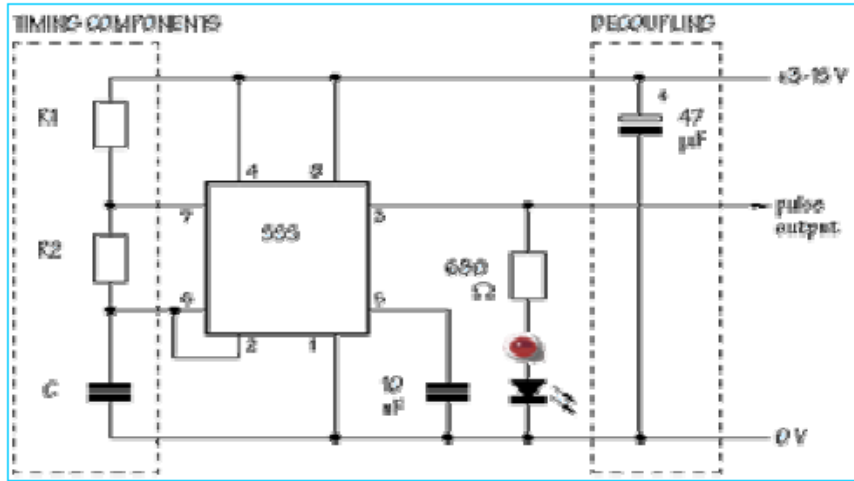 TIMING COMPONENTS
DECOUPLING
R1
4
8
+3-15 V
+
47
µF
7
555
3
pulse
output
R2
680
Ω
6
5
2
1
C
10
nF
0 V